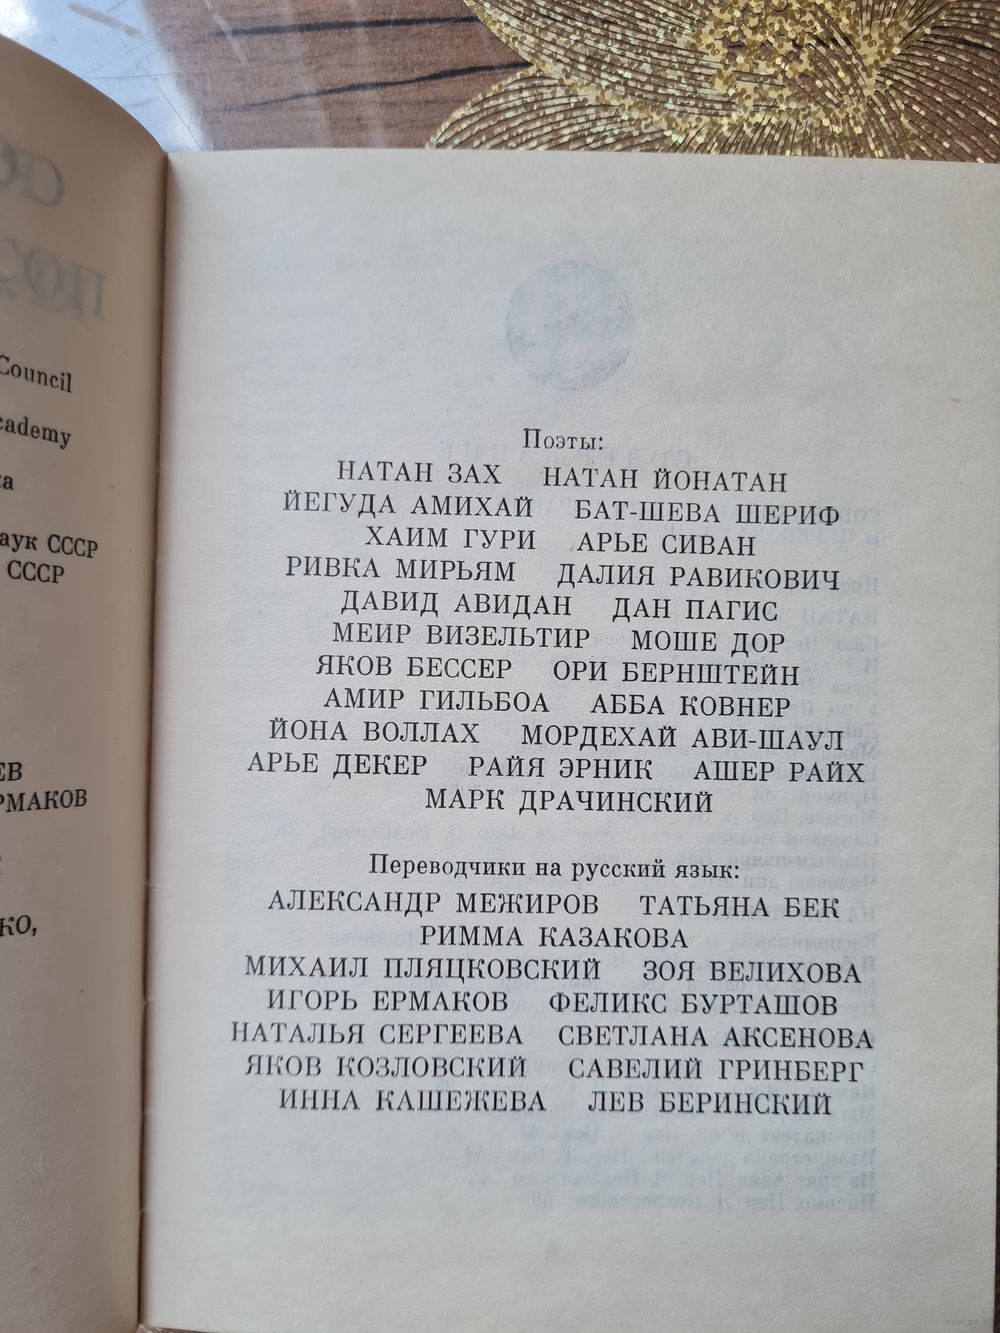 Council
cademy
ка
аук СССР
СССР
ЕВ
РМАКОВ
КО,
Поэты:
НАТАН ЗАХ НАТАН ЙОНАТАН
ЙЕГУДА АМИХАЙ БАТ-ШЕВА ШЕРИФ
ХАИМ ГУРИ АРЬЕ СИВАН
РИВКА МИРЬЯМ ДАЛИЯ РАВИКОВИЧ
ДАВИД АВИДАН ДАН ПАГИС
МЕИР ВИЗЕЛЬТИР МОШЕ ДОР
ЯКОВ БЕССЕР ОРИ БЕРНШТЕЙН
АМИР ГИЛЬБОА АББА КОВНЕР
ЙОНА ВОЛЛАХ МОРДЕХАЙ АВИ-ШАУЛ
АРЬЕ ДЕКЕР РАЙЯ ЭРНИК АШЕР РАЙХ
МАРК ДРАЧИНСКИЙ
Переводчики на русский язык:
АЛЕКСАНДР МЕЖИРОВ ТАТЬЯНА БЕК
РИММА КАЗАКОВА
МИХАИЛ ПЛЯЦКОВСКИЙ ЗОЯ ВЕЛИХОВА
ИГОРЬ ЕРМАКОВ ФЕЛИКС БУРТАШОВ
НАТАЛЬЯ СЕРГЕЕВА СВЕТЛАНА АКСЕНОВА
ЯКОВ КОЗЛОВСКИЙ САВЕЛИЙ ГРИНБЕРГ
ИННА КАШЕЖЕВА ЛЕВ БЕРИНСКИЙ